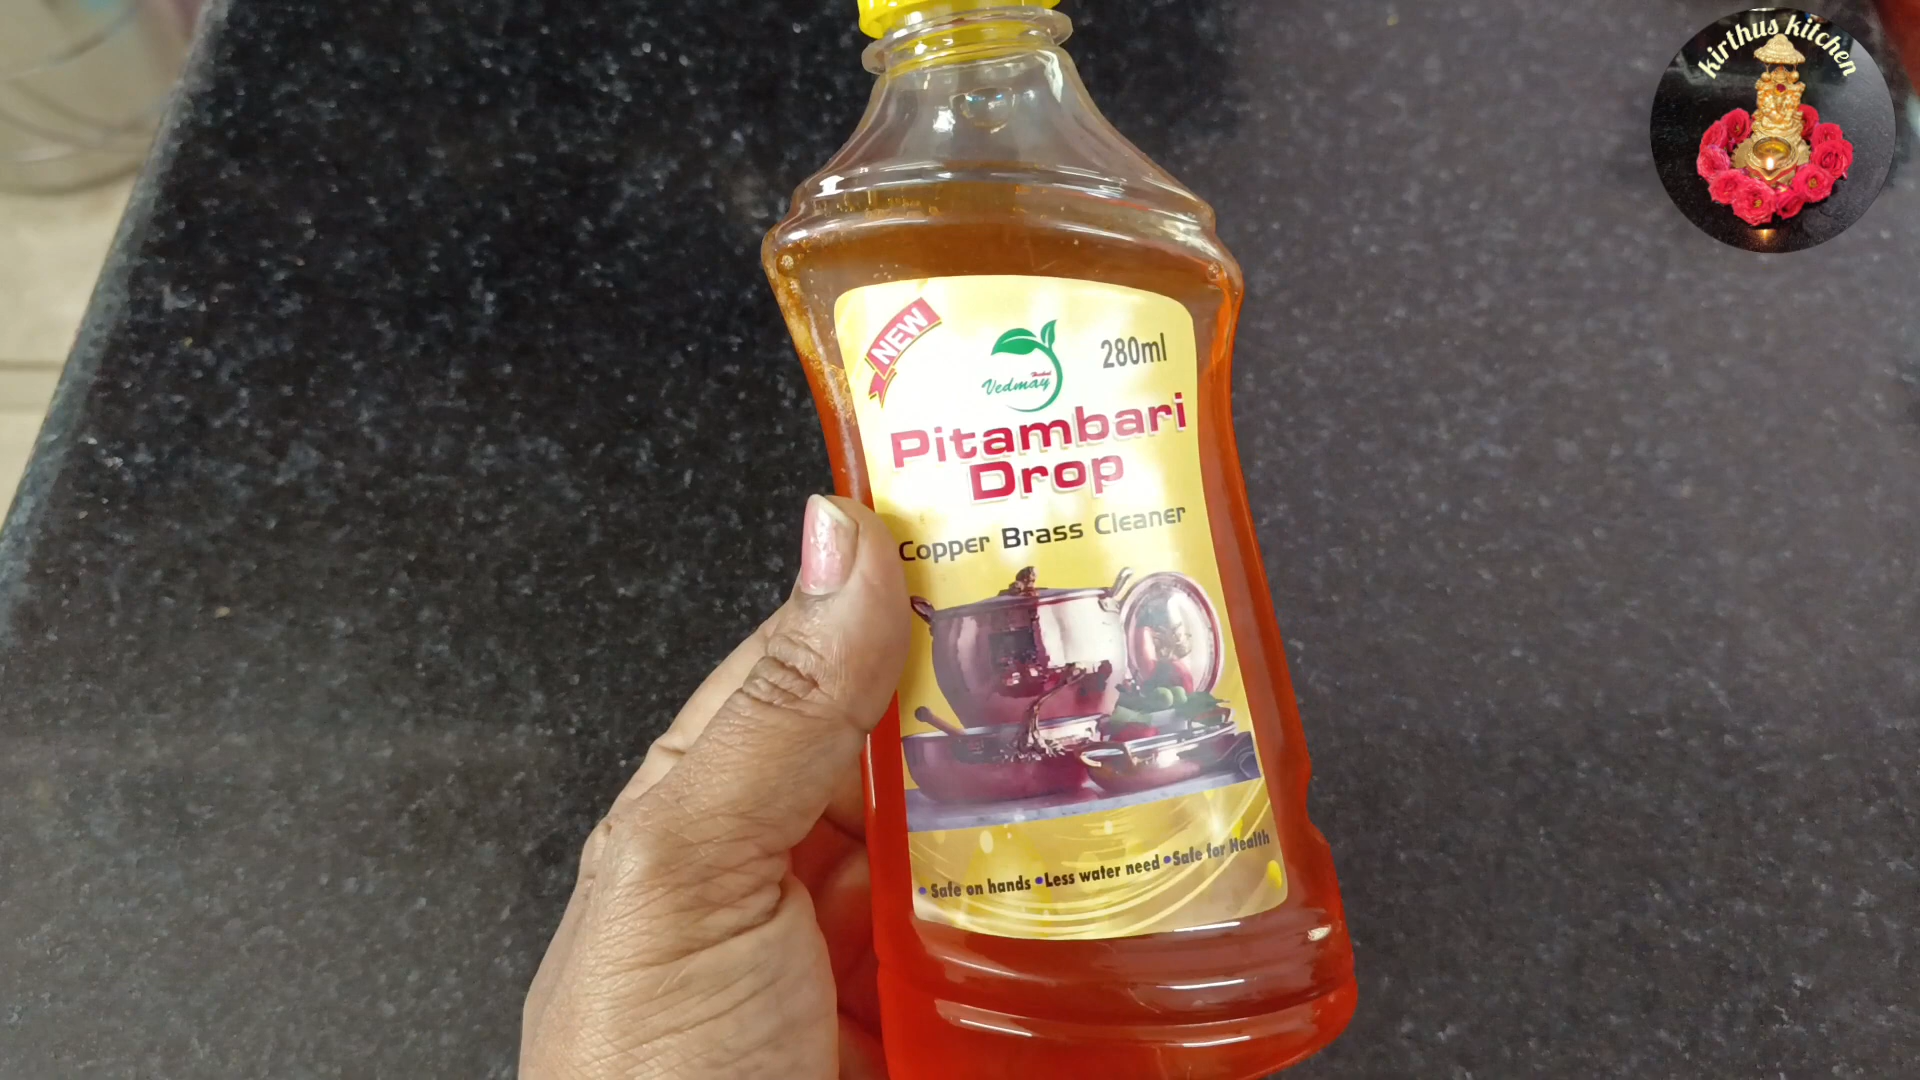 kirthus kitchen
NEW
280ml
Herbal
Vedmay
Pitambari
Drop
Copper Brass Cleaner
• Safe on hands •Less water need •Safe for Health